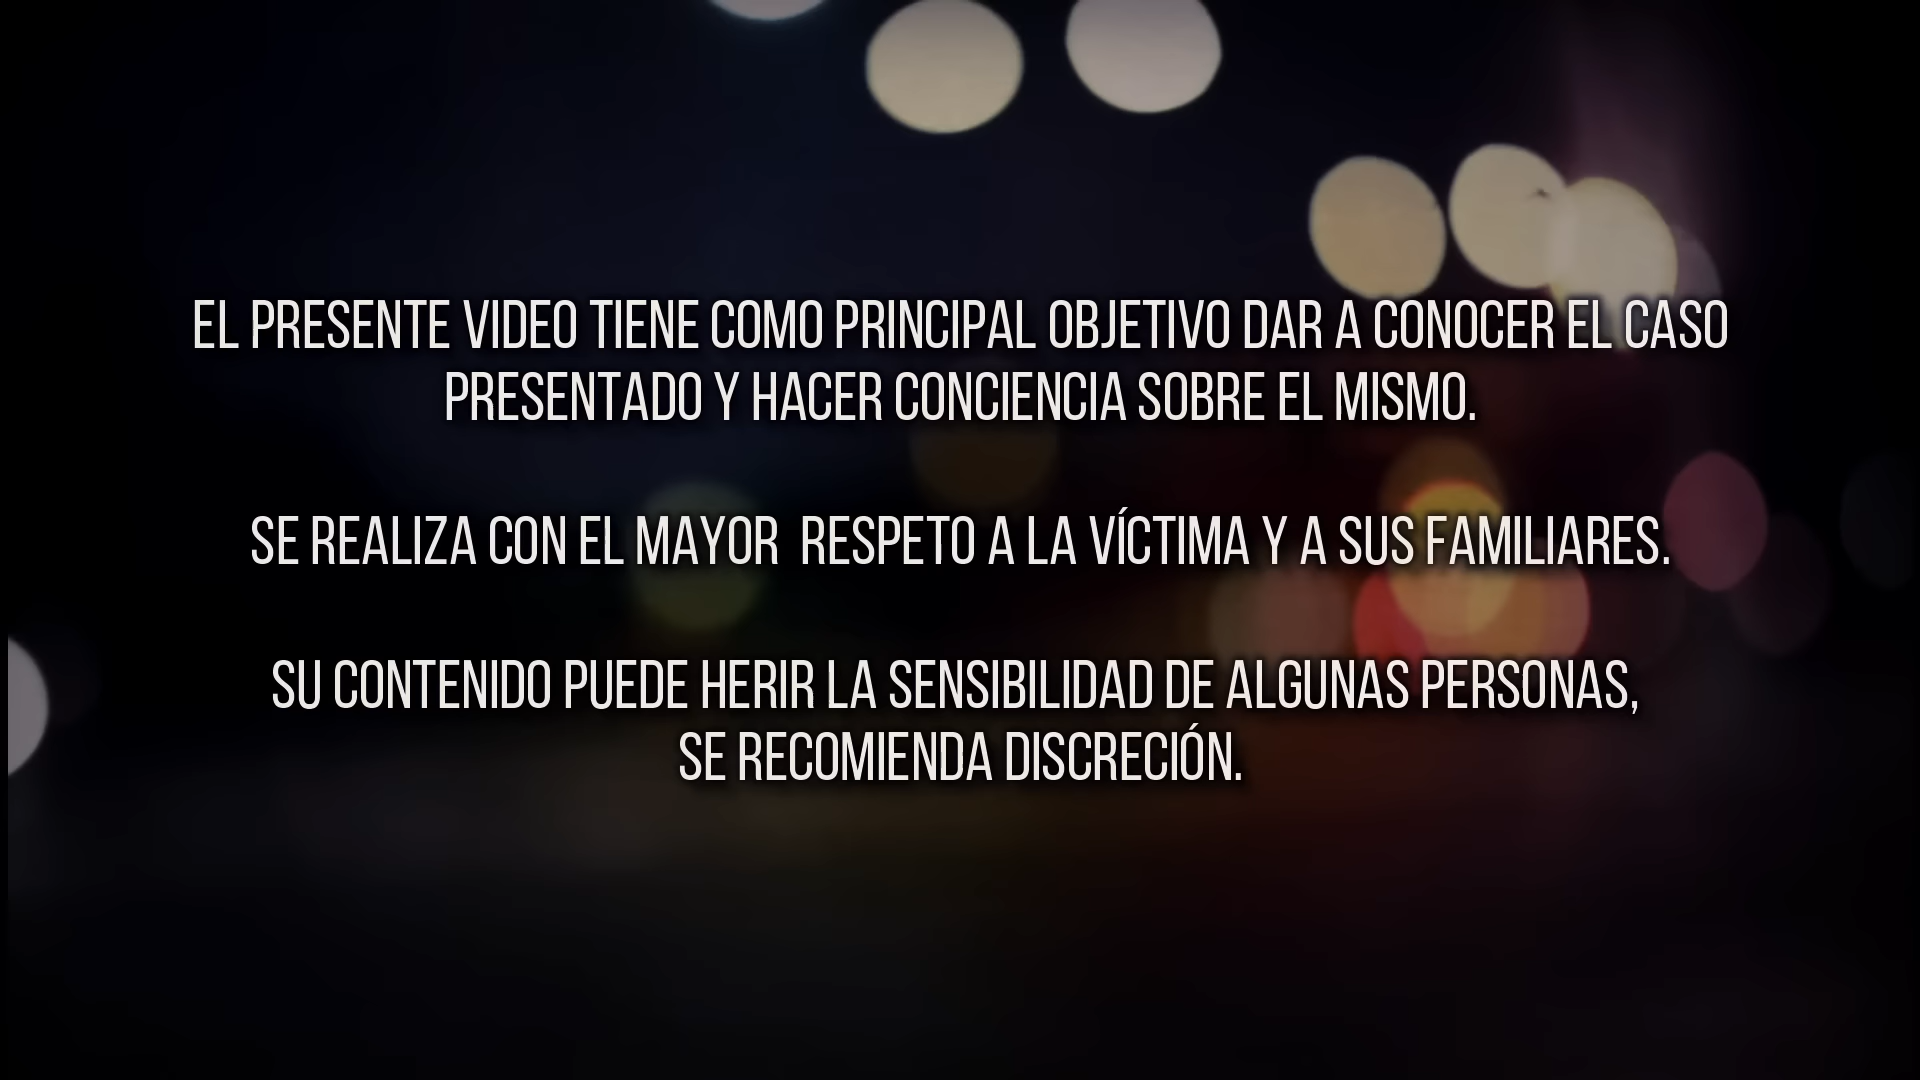 EL PRESENTE VIDEO TIENE COMO PRINCIPAL OBJETIVO DAR A CONOCER EL CASO
PRESENTADO Y HACER CONCIENCIA SOBRE EL MISMO.
SE REALIZA CON EL MAYOR  RESPETO A LA VÍCTIMA Y A SUS FAMILIARES.
SU CONTENIDO PUEDE HERIR LA SENSIBILIDAD DE ALGUNAS PERSONAS,
SE RECOMIENDA DISCRECIÓN.